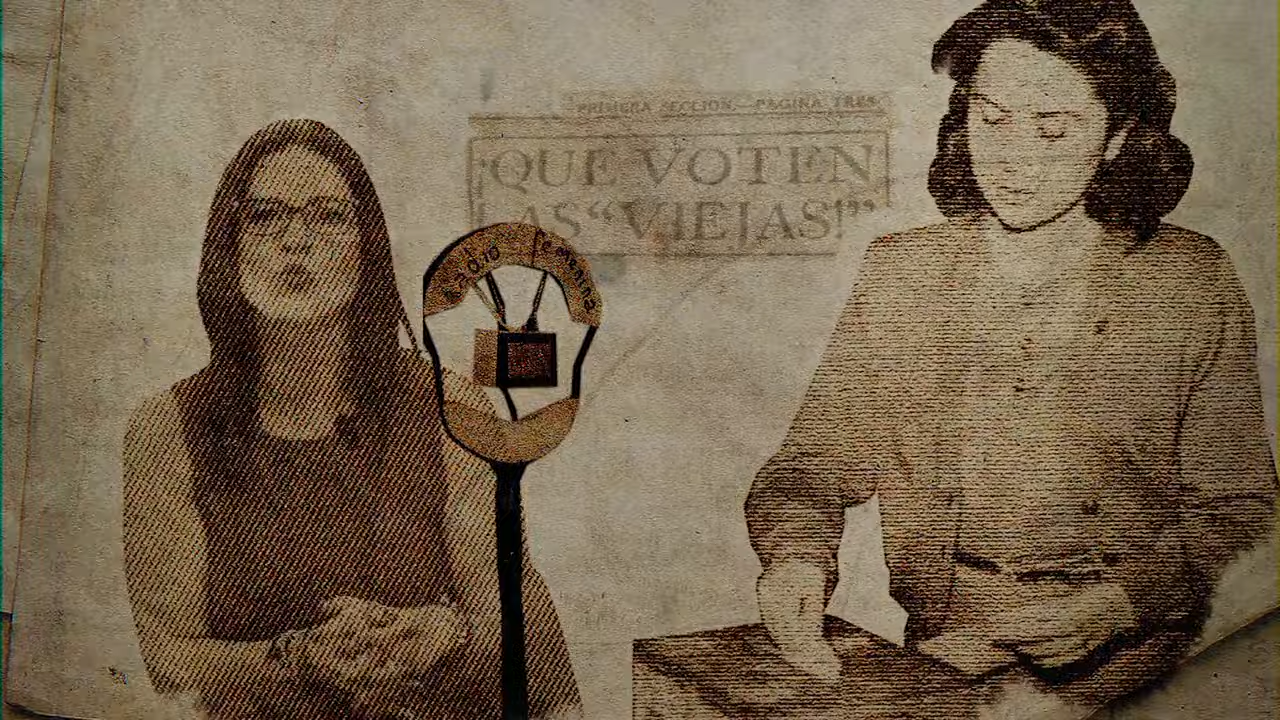 PRIMERA SECCION.—PAGINA TRES
¡QUE VOTEN
LAS “VIEJAS!”